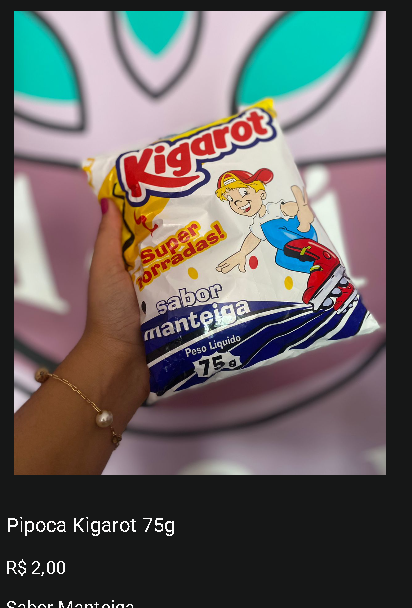 Kigarot
Super
Torradas!
sabor
manteiga
Peso Líquido
75g
Pipoca Kigarot 75g
R$ 2,00
Sabor Manteiga